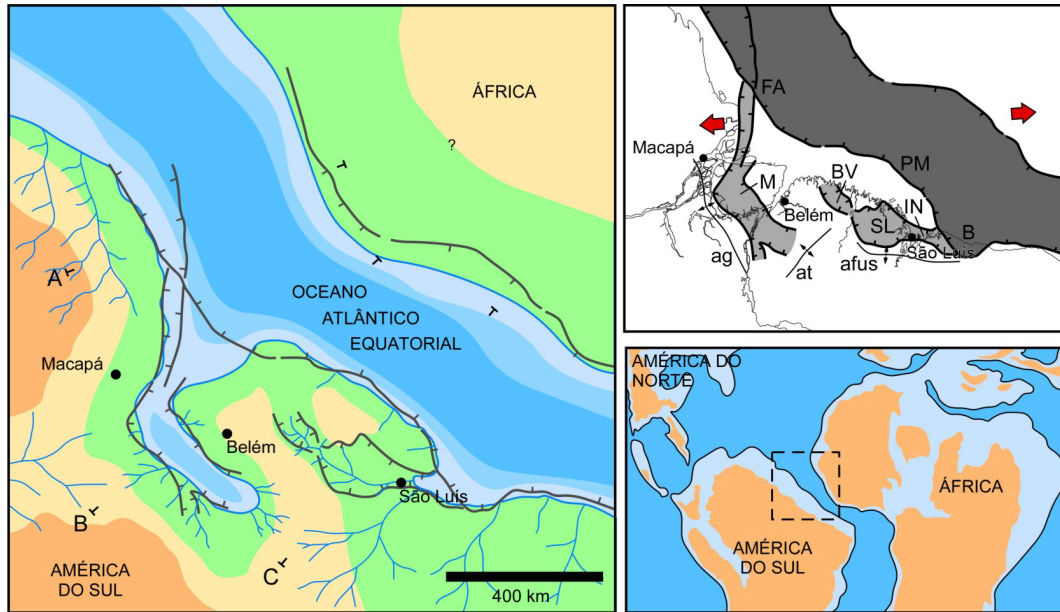 ÁFRICA
?
A
OCEANO
ATLÂNTICO
EQUATORIAL
Macapá
Belém
São Luís
B
C
AMÉRICA
DO SUL
400 km
FA
Macapá
PM
BV
M
Belém
IN
SL
B
São Luís
ag
at
afus
AMÉRICA DO
NORTE
ÁFRICA
AMÉRICA
DO SUL